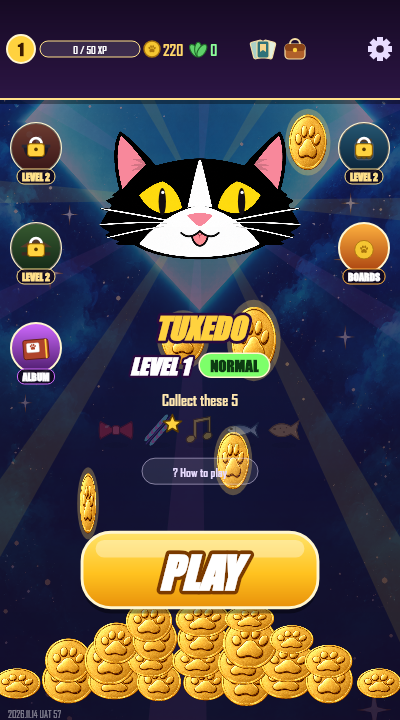 1
0 / 50 XP
220
0
LEVEL 2
LEVEL 2
LEVEL 2
BOARDS
ALBUM
TUXEDO
LEVEL 1 NORMAL
Collect these 5
? How to pl
PLAY
2026.11.14 UAT 57